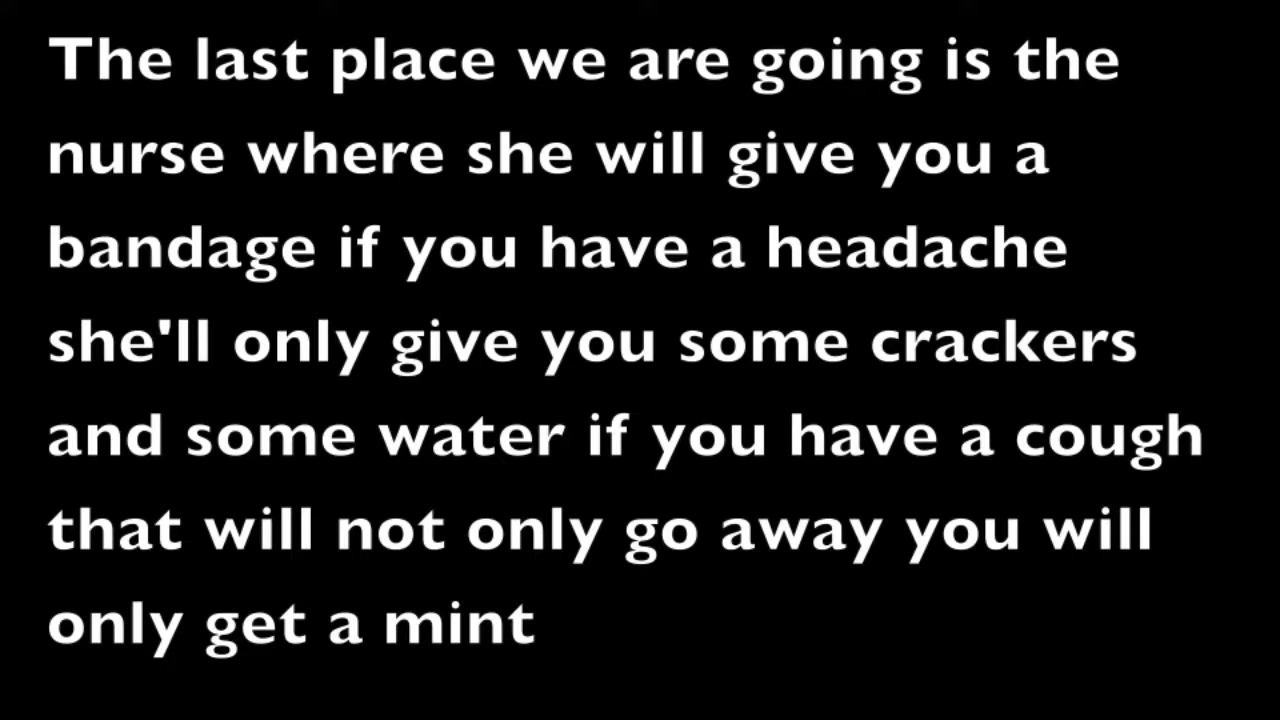 The last place we are going is the
nurse where she will give you a
bandage if you have a headache
she'll only give you some crackers
and some water if you have a cough
that will not only go away you will
only get a mint